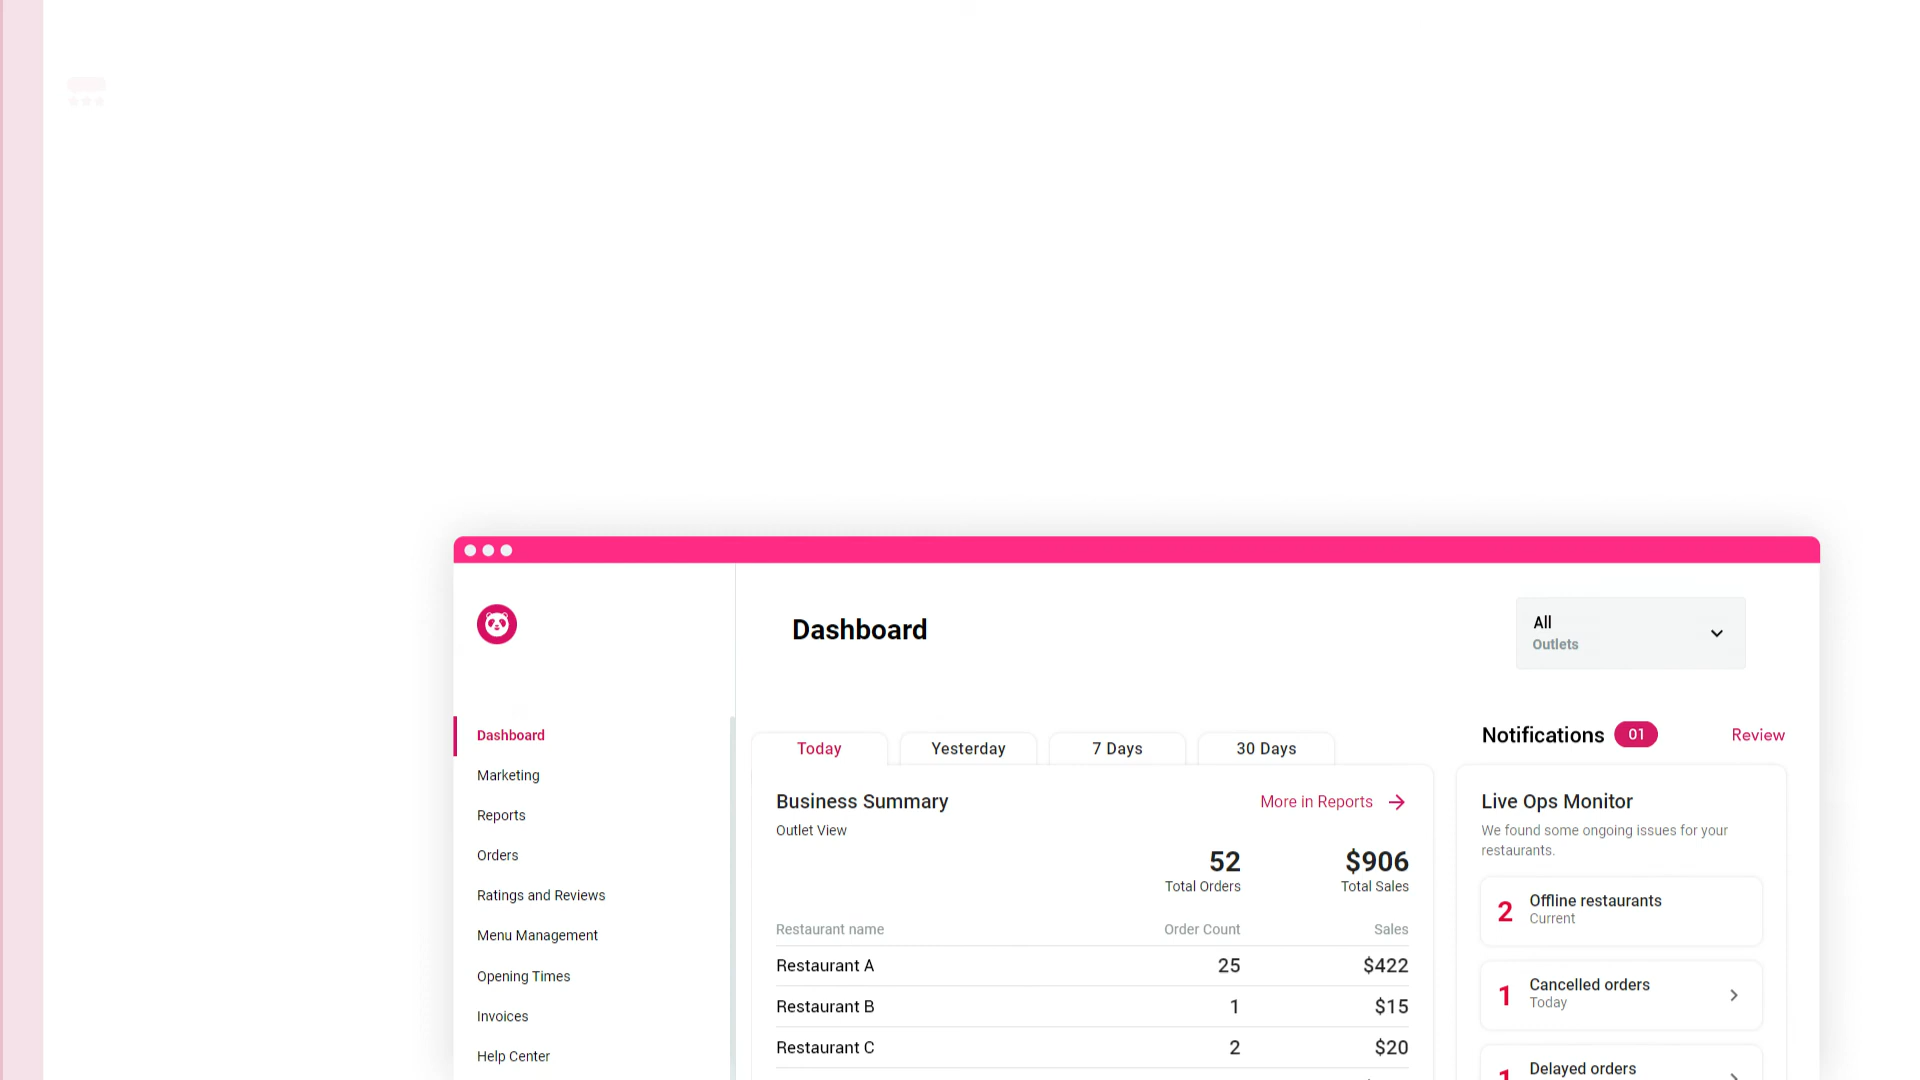 Dashboard
All
Outlets
Dashboard
Marketing
Reports
Orders
Ratings and Reviews
Menu Management
Opening Times
Invoices
Help Center
Today Yesterday 7 Days 30 Days
Business Summary More in Reports
Outlet View
52 $906
Total Orders Total Sales
Restaurant name Order Count Sales
Restaurant A 25 $422
Restaurant B 1 $15
Restaurant C 2 $20
Notifications 01 Review
Live Ops Monitor
We found some ongoing issues for your
restaurants.
2 Offline restaurants
Current
1 Cancelled orders
Today
1 Delayed orders